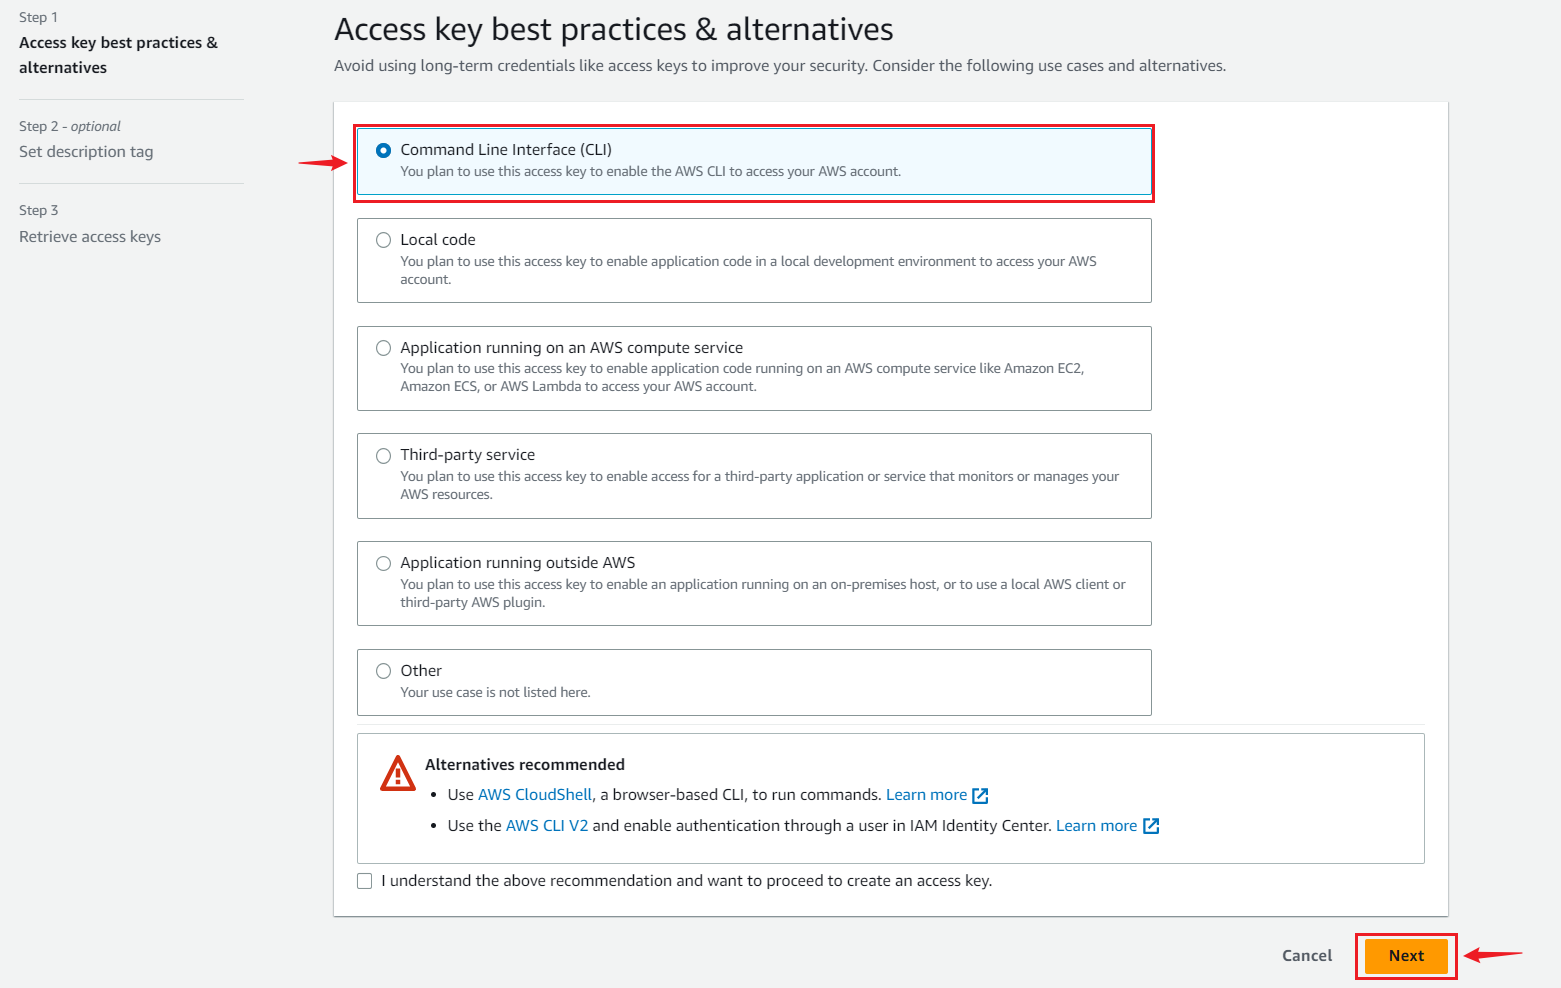 Step 1
Access key best practices &
alternatives
Step 2 - optional
Set description tag
Step 3
Retrieve access keys
Access key best practices & alternatives
Avoid using long-term credentials like access keys to improve your security. Consider the following use cases and alternatives.
Command Line Interface (CLI)
You plan to use this access key to enable the AWS CLI to access your AWS account.
Local code
You plan to use this access key to enable application code in a local development environment to access your AWS
account.
Application running on an AWS compute service
You plan to use this access key to enable application code running on an AWS compute service like Amazon EC2,
Amazon ECS, or AWS Lambda to access your AWS account.
Third-party service
You plan to use this access key to enable access for a third-party application or service that monitors or manages your
AWS resources.
Application running outside AWS
You plan to use this access key to enable an application running on an on-premises host, or to use a local AWS client or
third-party AWS plugin.
Other
Your use case is not listed here.
Alternatives recommended
• Use AWS CloudShell, a browser-based CLI, to run commands. Learn more
• Use the AWS CLI V2 and enable authentication through a user in IAM Identity Center. Learn more
I understand the above recommendation and want to proceed to create an access key.
Cancel
Next